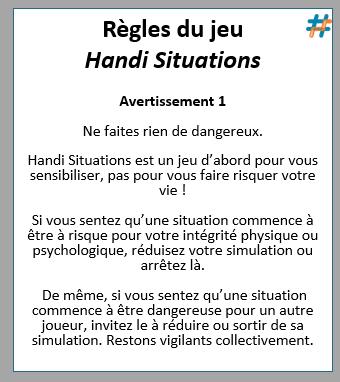 Règles du jeu
Handi Situations
Avertissement 1
Ne faites rien de dangereux.
Handi Situations est un jeu d’abord pour vous
sensibiliser, pas pour vous faire risquer votre
vie !
Si vous sentez qu’une situation commence à
être à risque pour votre intégrité physique ou
psychologique, réduisez votre simulation ou
arrêtez là.
De même, si vous sentez qu’une situation
commence à être dangereuse pour un autre
joueur, invitez le à réduire ou sortir de sa
simulation. Restons vigilants collectivement.